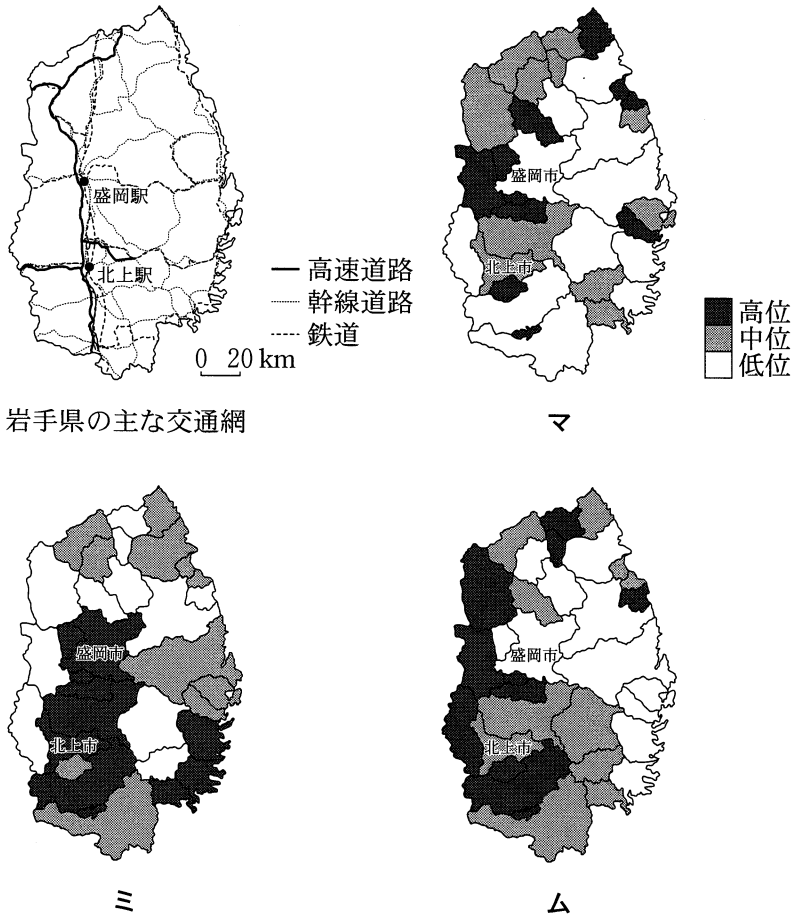 盛岡駅
北上駅
高速道路
幹線道路
鉄道
0 20 km
岩手県の主な交通網
盛岡市
北上市
高位
中位
低位
マ
盛岡市
北上市
ミ
盛岡市
北上市
ム